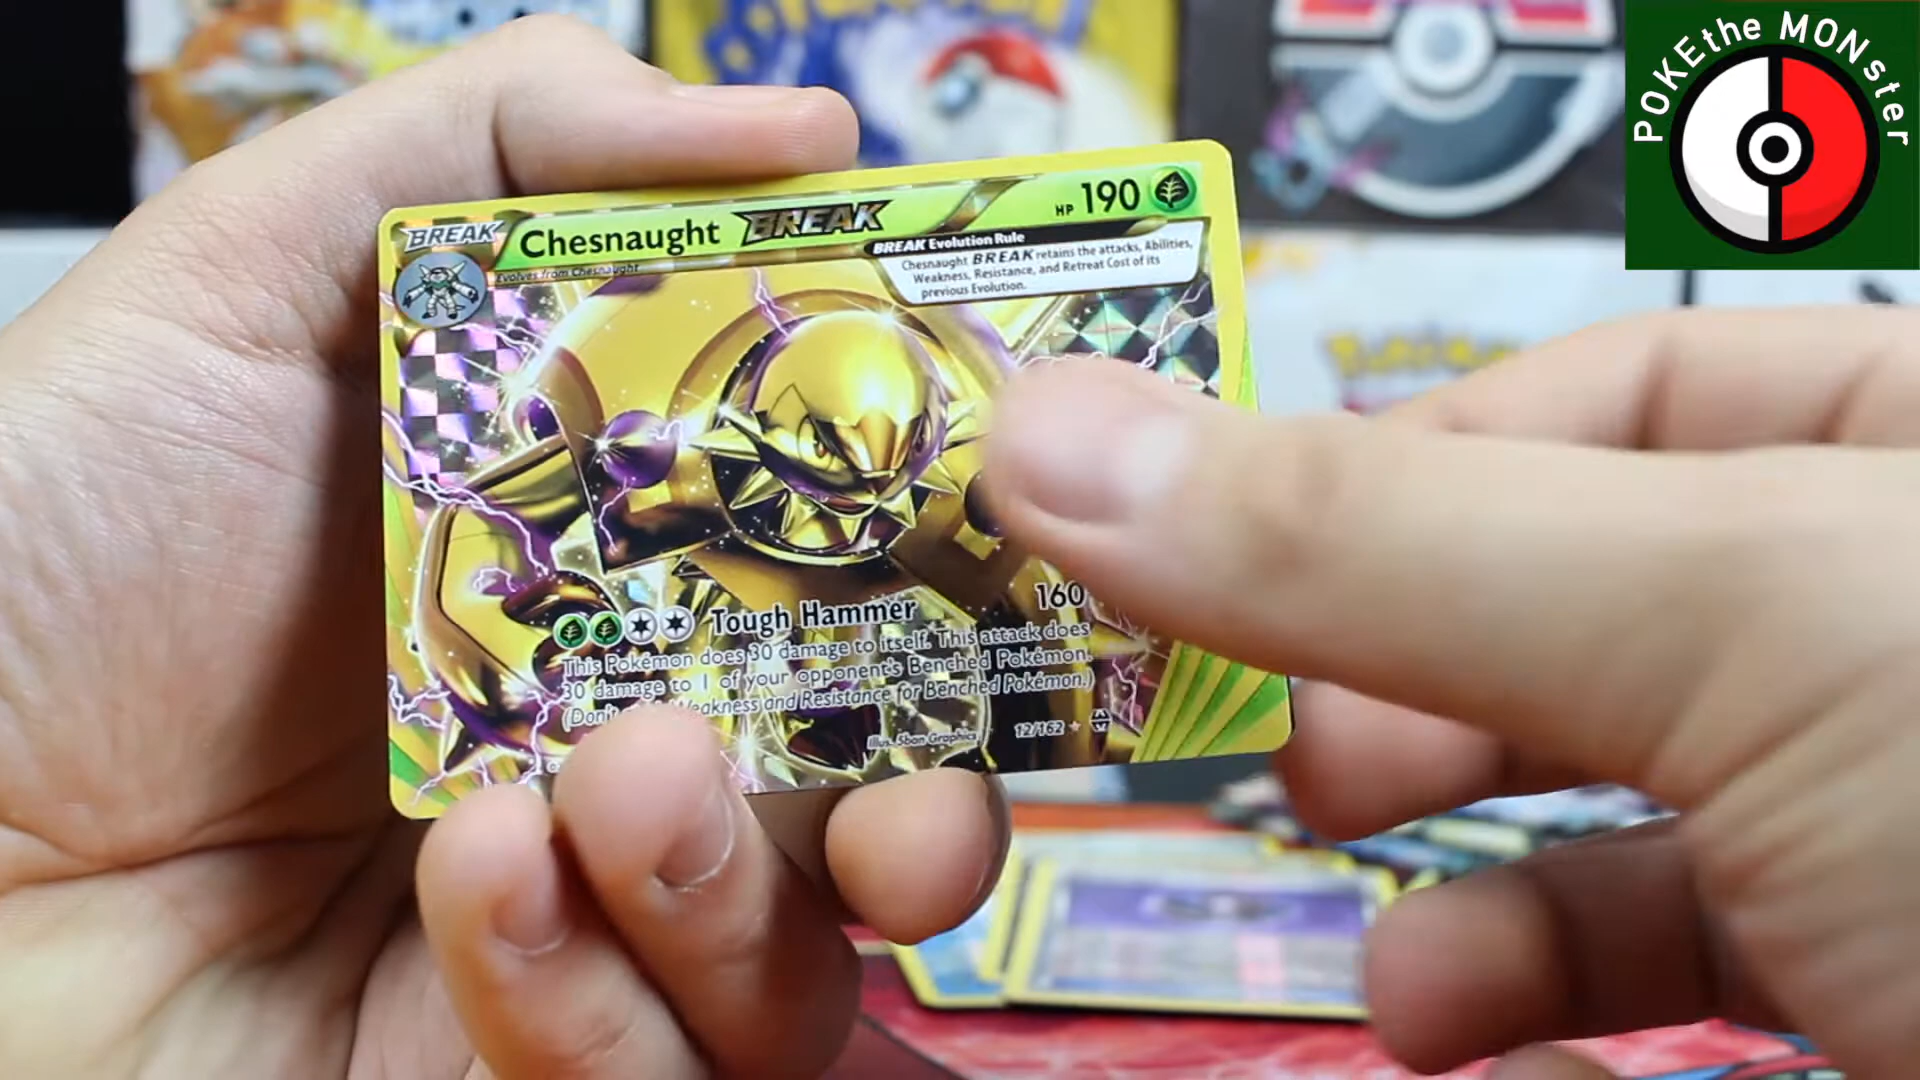 POKEthe MONster
BREAK
Chesnaught BREAK
HP 190
Evolves from Chesnaught
BREAK Evolution Rule
Chesnaught BREAK retains the attacks, Abilities,
Weakness, Resistance, and Retreat Cost of its
previous Evolution.
Tough Hammer 160
This Pokémon does 30 damage to itself. This attack does
30 damage to 1 of your opponent's Benched Pokémon.
(Don't Weakness and Resistance for Benched Pokémon.)
Illus. 5ban Graphics
12/162